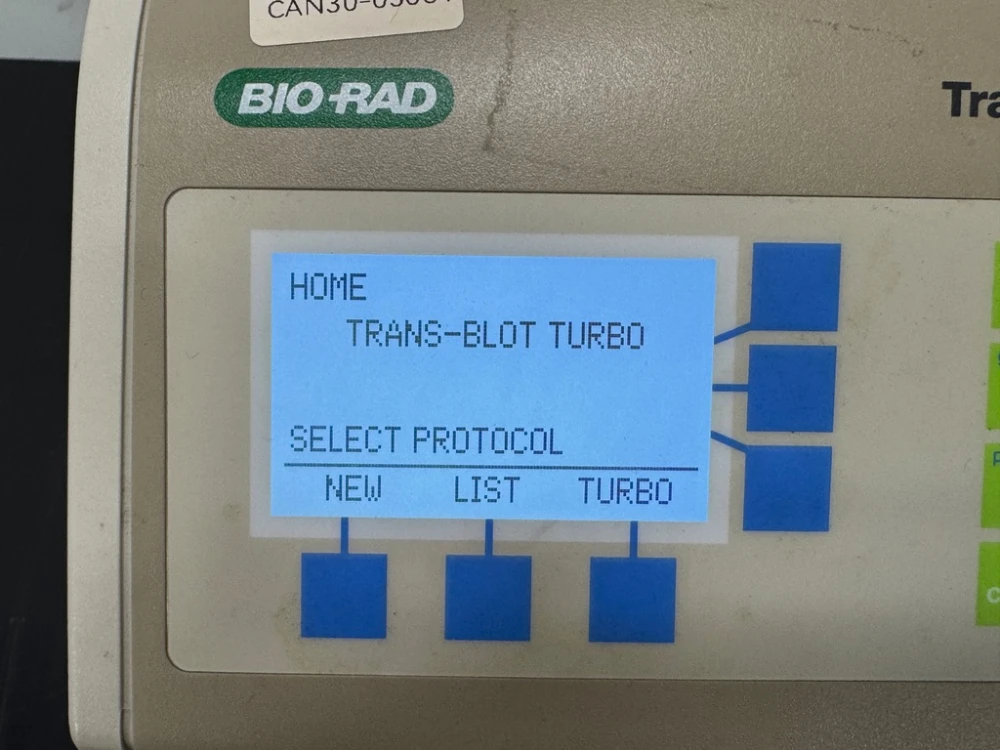 BIO-RAD
HOME
TRANS-BLOT TURBO
SELECT PROTOCOL
NEW LIST TURBO